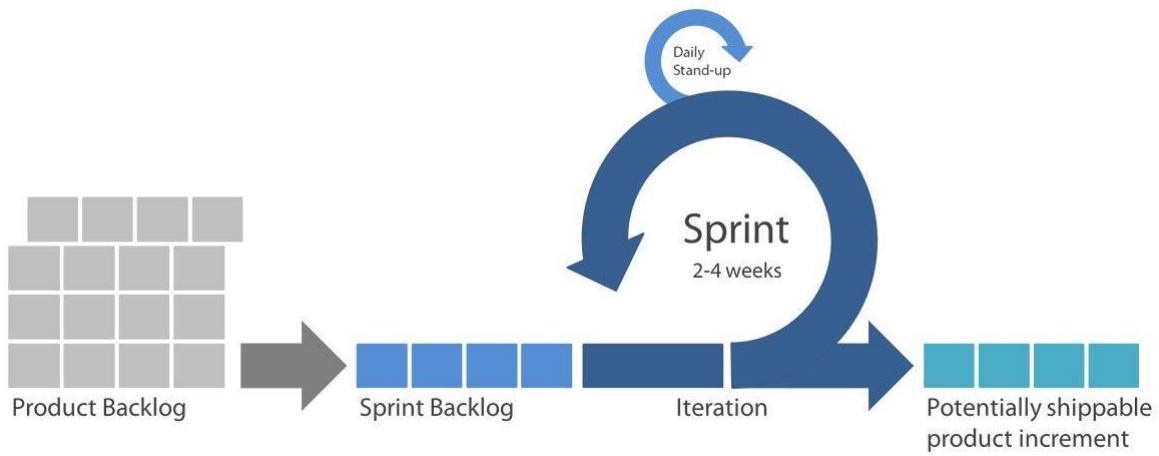 Daily
Stand-up
Sprint
2-4 weeks
Product Backlog
Sprint Backlog
Iteration
Potentially shippable
product increment